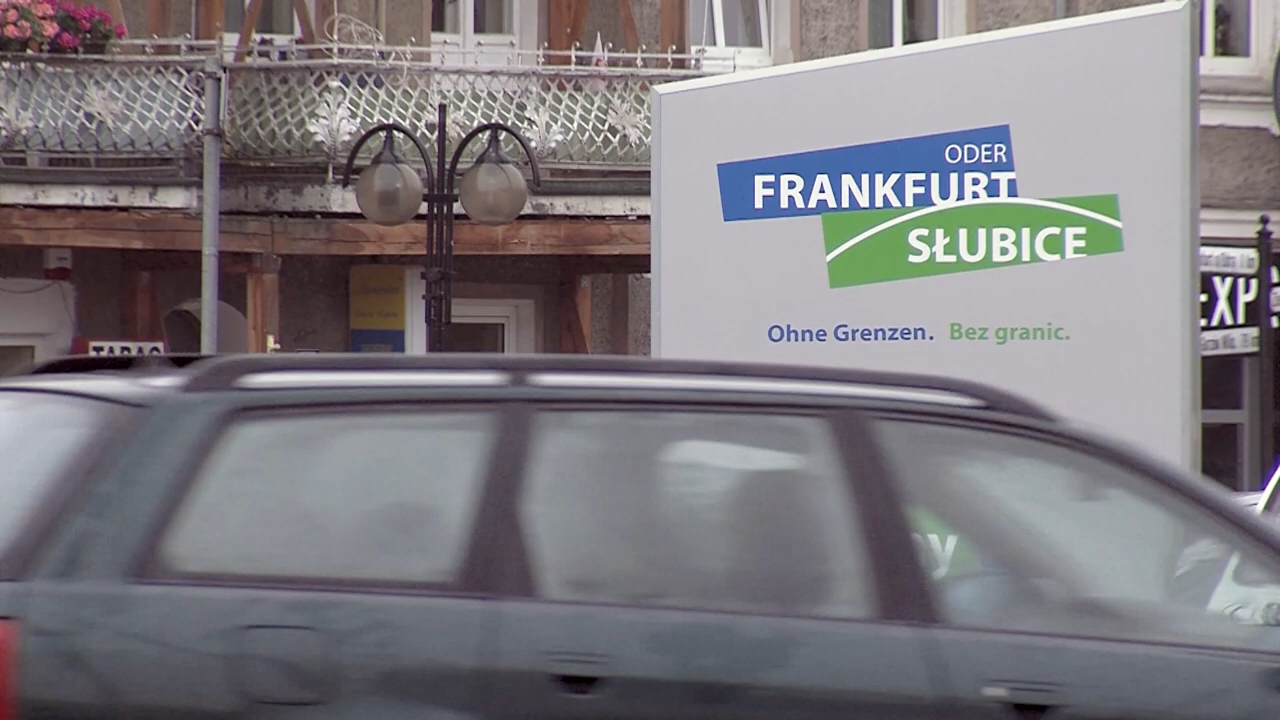 ODER
FRANKFURT
SŁUBICE
Ohne Grenzen. Bez granic.
EXP
TABAC